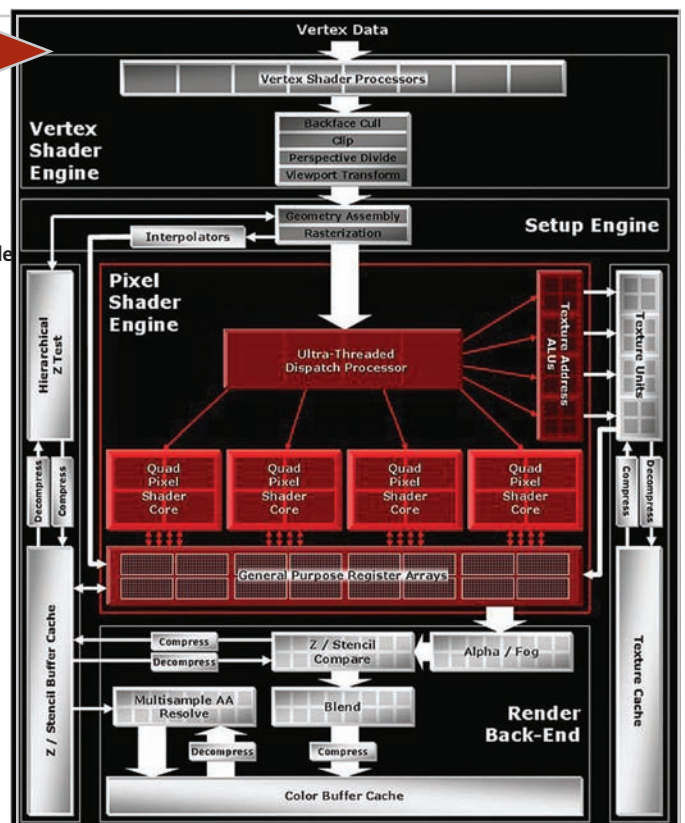 Vertex Data
Vertex Shader Processors
Vertex
Shader
Engine
Backface Cull
Clip
Perspective Divide
Viewport Transform
Geometry Assembly
Rasterization
Interpolators
Setup Engine
Hierarchical
Z Test
Pixel
Shader
Engine
Ultra-Threaded
Dispatch Processor
Texture Address
ALUs
Texture Units
Decompress
Compress
Quad
Pixel
Shader
Core
Quad
Pixel
Shader
Core
Quad
Pixel
Shader
Core
Quad
Pixel
Shader
Core
Compress
Decompress
General Purpose Register Arrays
Z / Stencil Buffer Cache
Compress
Decompress
Z / Stencil
Compare
Alpha / Fog
Multisample AA
Resolve
Blend
Render
Back-End
Decompress
Compress
Color Buffer Cache
Texture Cache